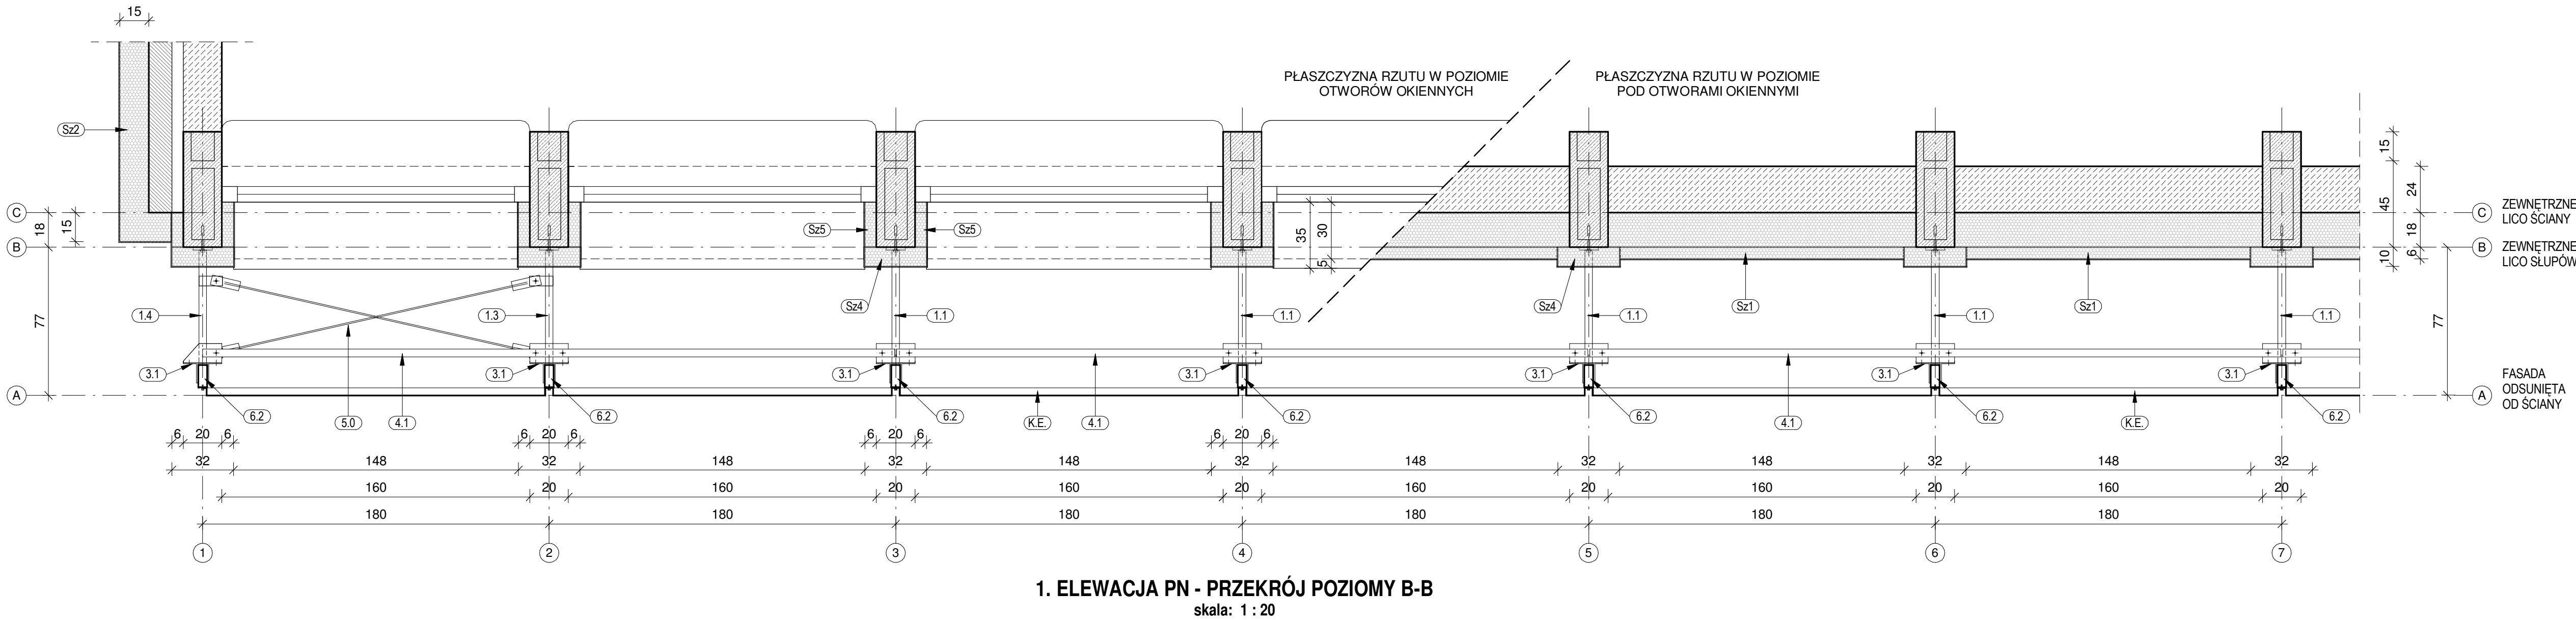 15
PŁASZCZYZNA RZUTU W POZIOMIE
OTWORÓW OKIENNYCH
PŁASZCZYZNA RZUTU W POZIOMIE
POD OTWORAMI OKIENNYMI
Sz2
15
24
45
C
18
15
Sz5
Sz5
35
30
5
18
C
ZEWNĘTRZNE
LICO ŚCIANY
B
10
6
B
ZEWNĘTRZNE
LICO SŁUPÓW
Sz4
Sz4
Sz1
Sz1
77
1.4
1.3
1.1
1.1
1.1
1.1
1.1
77
3.1
3.1
3.1
3.1
3.1
3.1
3.1
FASADA
ODSUNIĘTA
OD ŚCIANY
A
A
6.2
5.0
4.1
6.2
6.2
K.E.
4.1
6.2
6.2
4.1
6.2
K.E.
6.2
6 20 6 6 20 6 6 20 6 6 20 6
32 148 32 148 32 148 32 148 32 148 32 148 32
160 20 160 20 160 20 160 20 160 20 160 20
180 180 180 180 180 180
1 2 3 4 5 6 7
1. ELEWACJA PN - PRZEKRÓJ POZIOMY B-B
skala: 1 : 20